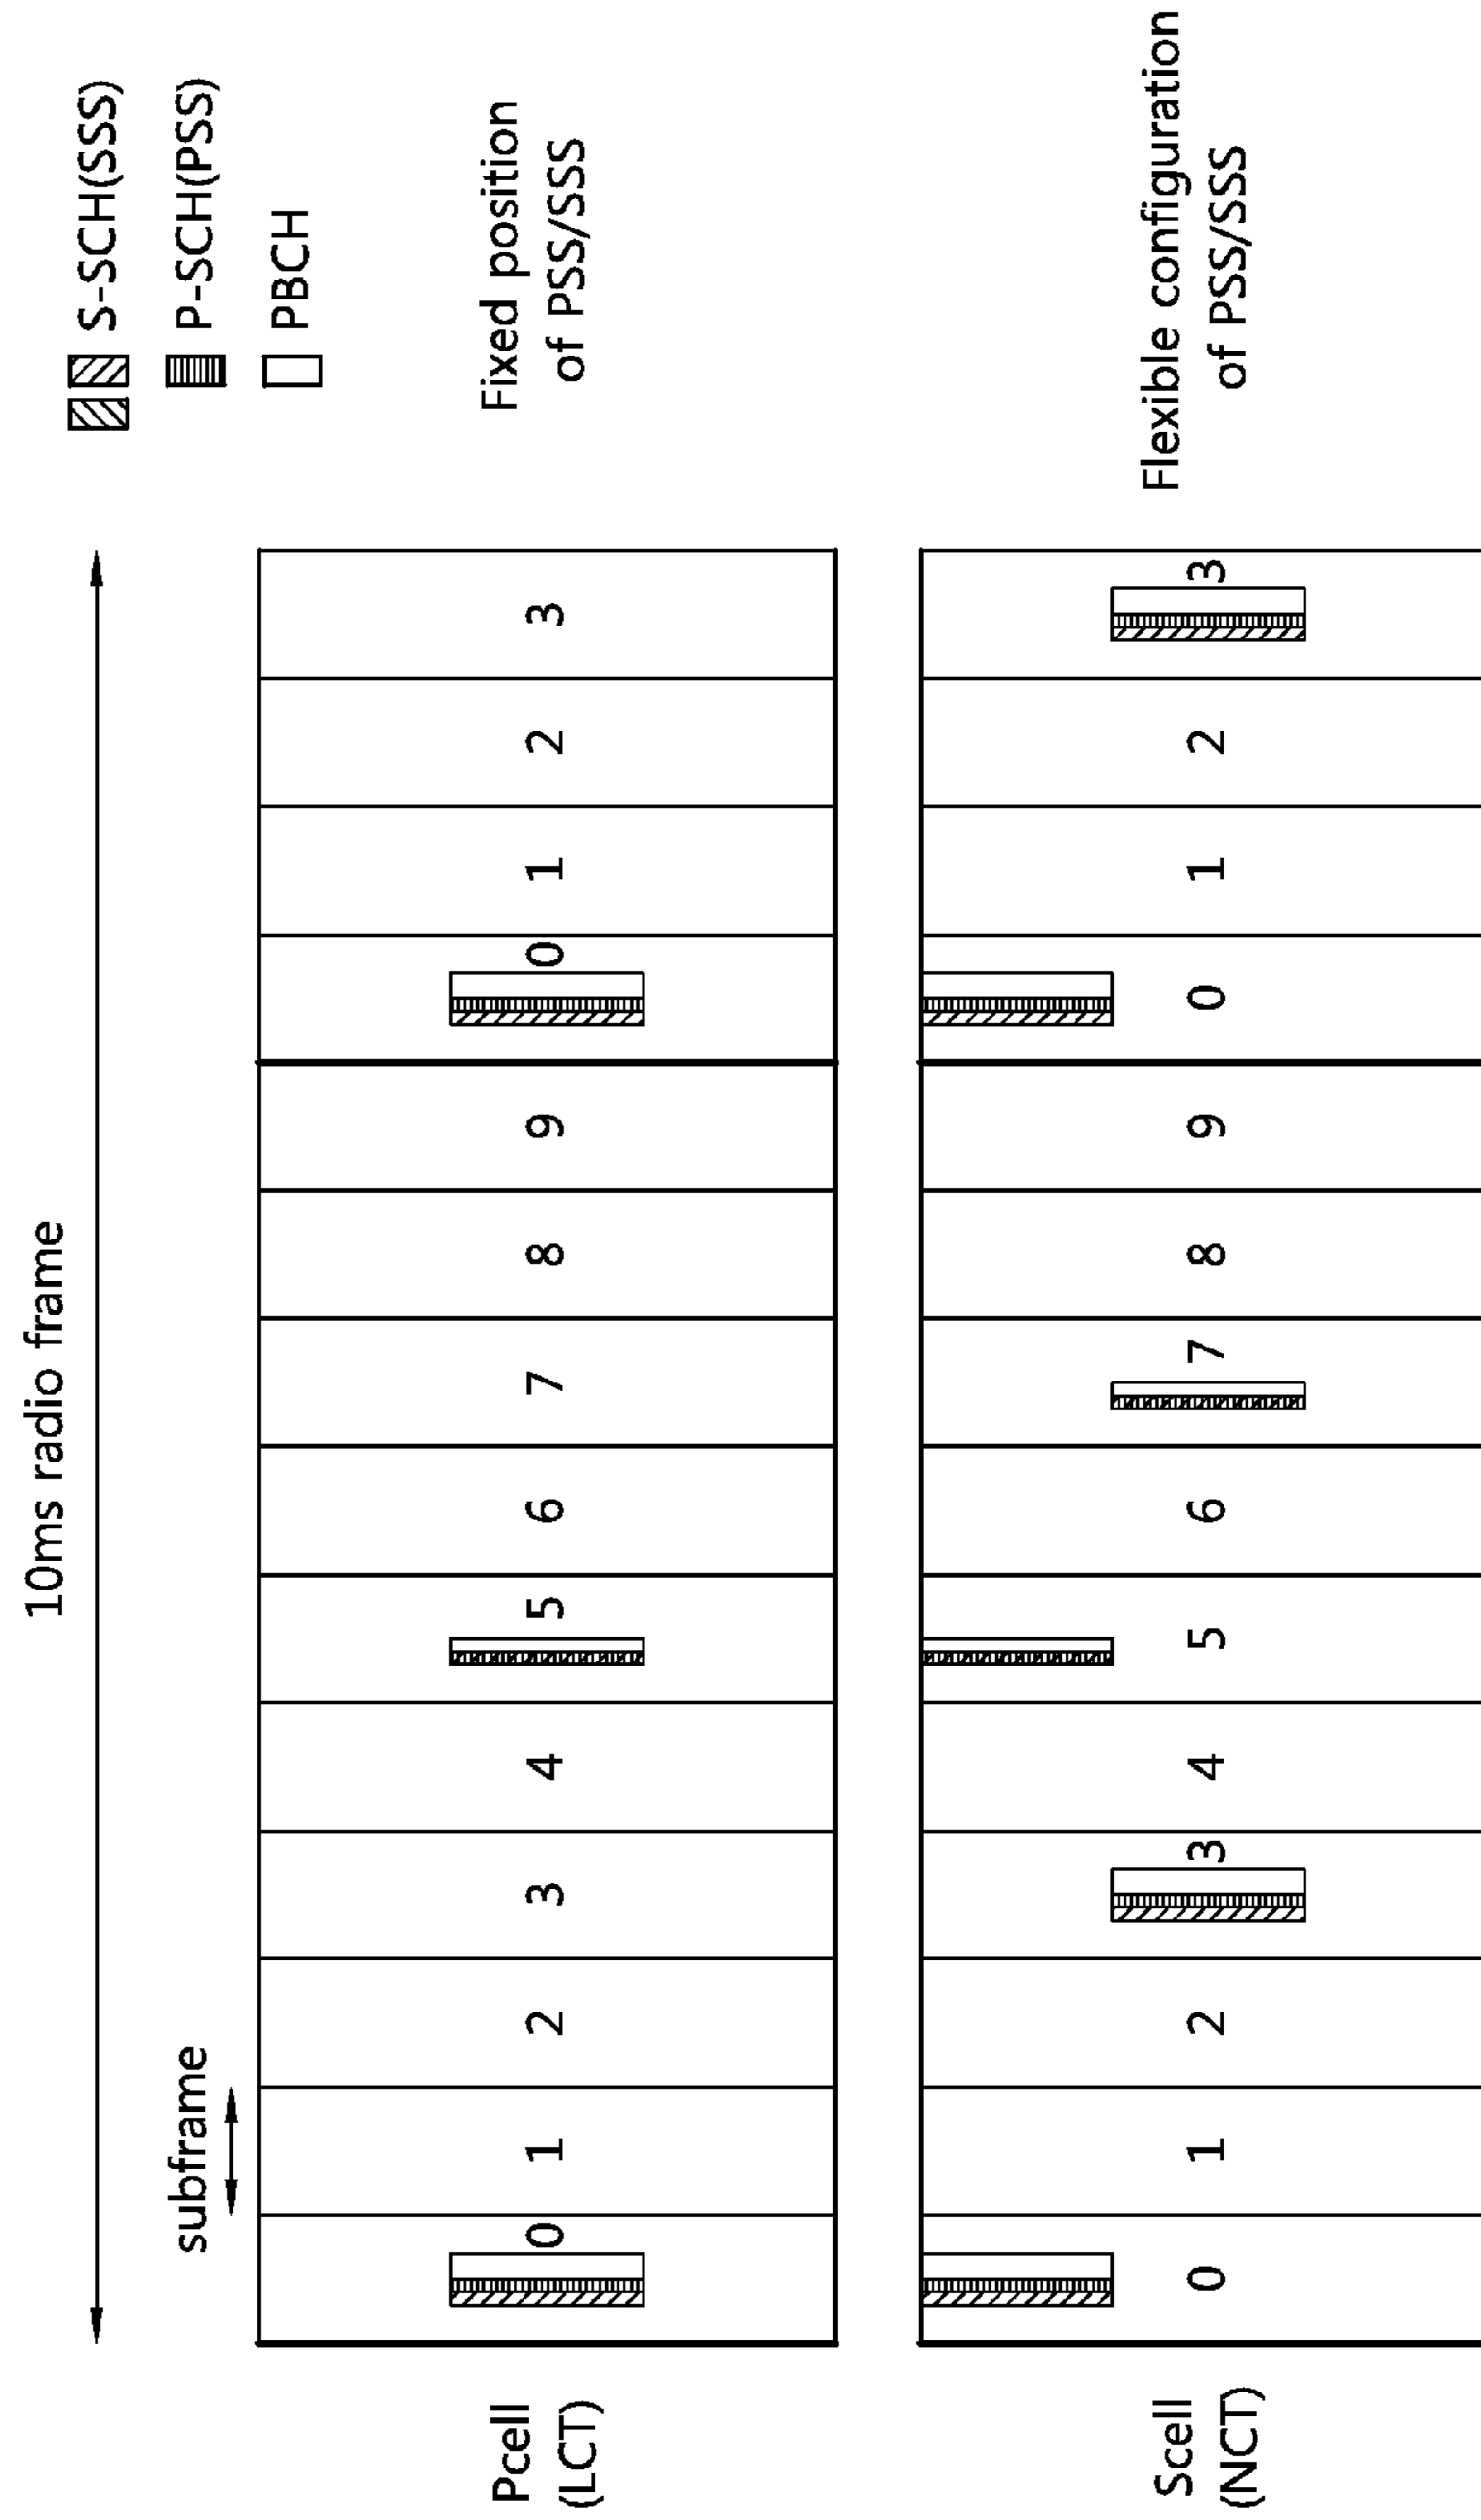 10ms radio frame
subframe
S-SCH(SSS)
P-SCH(PSS)
PBCH
Pcell
(LCT)
0 1 2 3 4 5 6 7 8 9 0 1 2 3
Fixed position
of PSS/SSS
Scell
(NCT)
0 1 2 3 4 5 6 7 8 9 0 1 2 3
Flexible configuration
of PSS/SSS